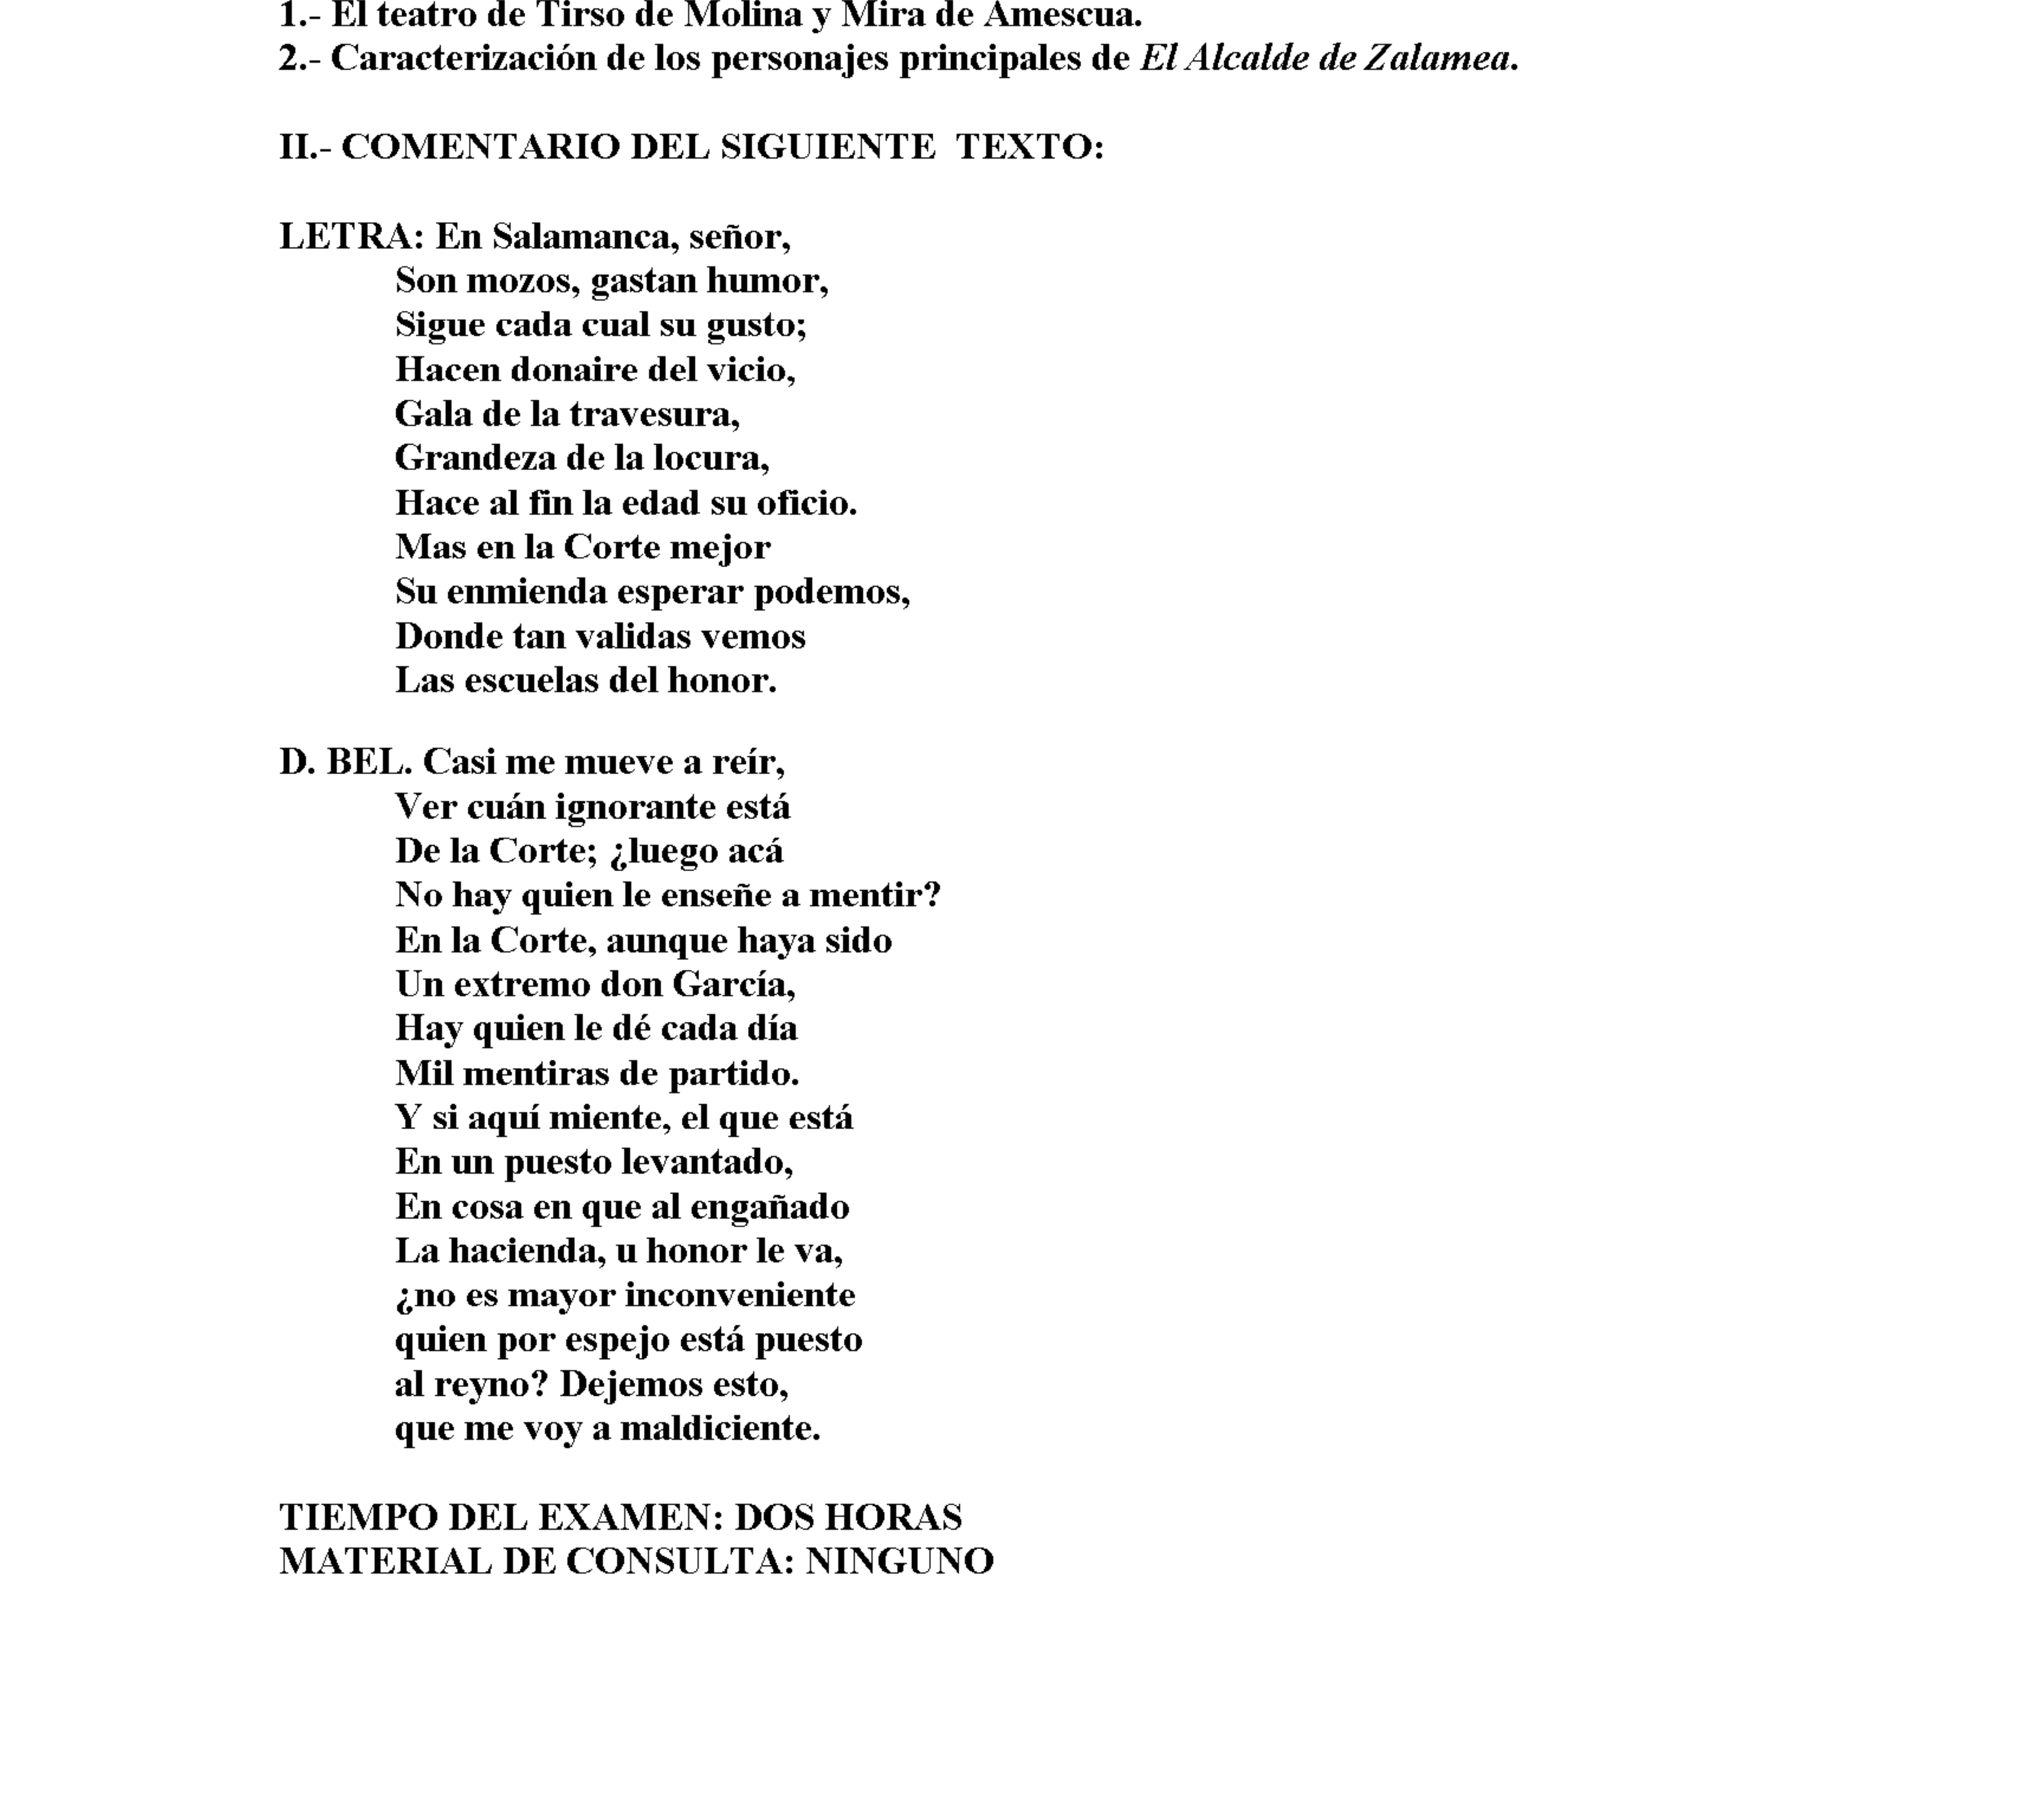 1.- El teatro de Tirso de Molina y Mira de Amescua.
2.- Caracterización de los personajes principales de El Alcalde de Zalamea.
II.- COMENTARIO DEL SIGUIENTE TEXTO:
LETRA: En Salamanca, señor,
Son mozos, gastan humor,
Sigue cada cual su gusto;
Hacen donaire del vicio,
Gala de la travesura,
Grandeza de la locura,
Hace al fin la edad su oficio.
Mas en la Corte mejor
Su enmienda esperar podemos,
Donde tan validas vemos
Las escuelas del honor.
D. BEL. Casi me mueve a reír,
Ver cuán ignorante está
De la Corte; ¿luego acá
No hay quien le enseñe a mentir?
En la Corte, aunque haya sido
Un extremo don García,
Hay quien le dé cada día
Mil mentiras de partido.
Y si aquí miente, el que está
En un puesto levantado,
En cosa en que al engañado
La hacienda, u honor le va,
¿no es mayor inconveniente
quien por espejo está puesto
al reyno? Dejemos esto,
que me voy a maldiciente.
TIEMPO DEL EXAMEN: DOS HORAS
MATERIAL DE CONSULTA: NINGUNO